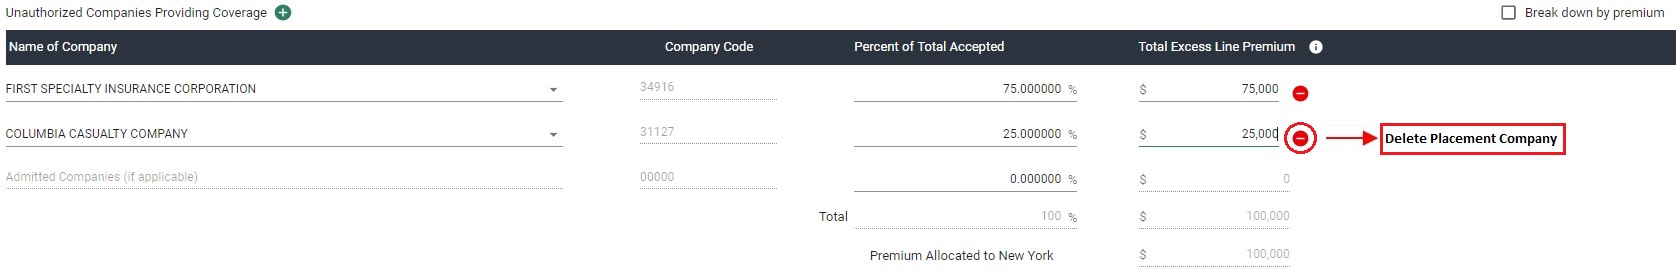 Unauthorized Companies Providing Coverage
Break down by premium
Name of Company Company Code Percent of Total Accepted Total Excess Line Premium
FIRST SPECIALTY INSURANCE CORPORATION 34916 75.000000 % $ 75,000
COLUMBIA CASUALTY COMPANY 31127 25.000000 % $ 25,000 Delete Placement Company
Admitted Companies (if applicable) 00000 0.000000 % $ 0
Total 100 % $ 100,000
Premium Allocated to New York $ 100,000